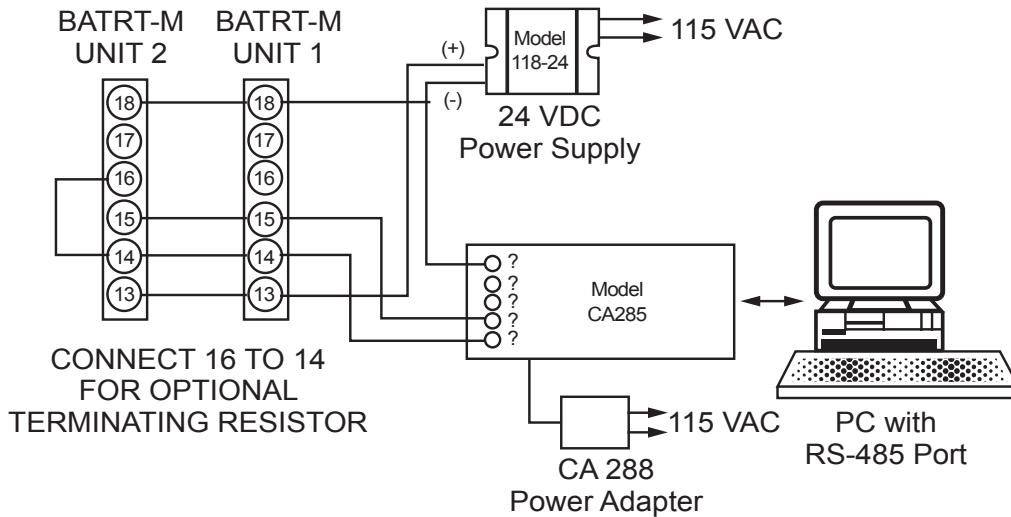 BATRT-M
UNIT 2
BATRT-M
UNIT 1
(+)
(-)
Model
118-24
115 VAC
24 VDC
Power Supply
18
17
16
15
14
13
18
17
16
15
14
13
?
?
?
?
?
Model
CA285
CONNECT 16 TO 14
FOR OPTIONAL
TERMINATING RESISTOR
115 VAC
CA 288
Power Adapter
PC with
RS-485 Port